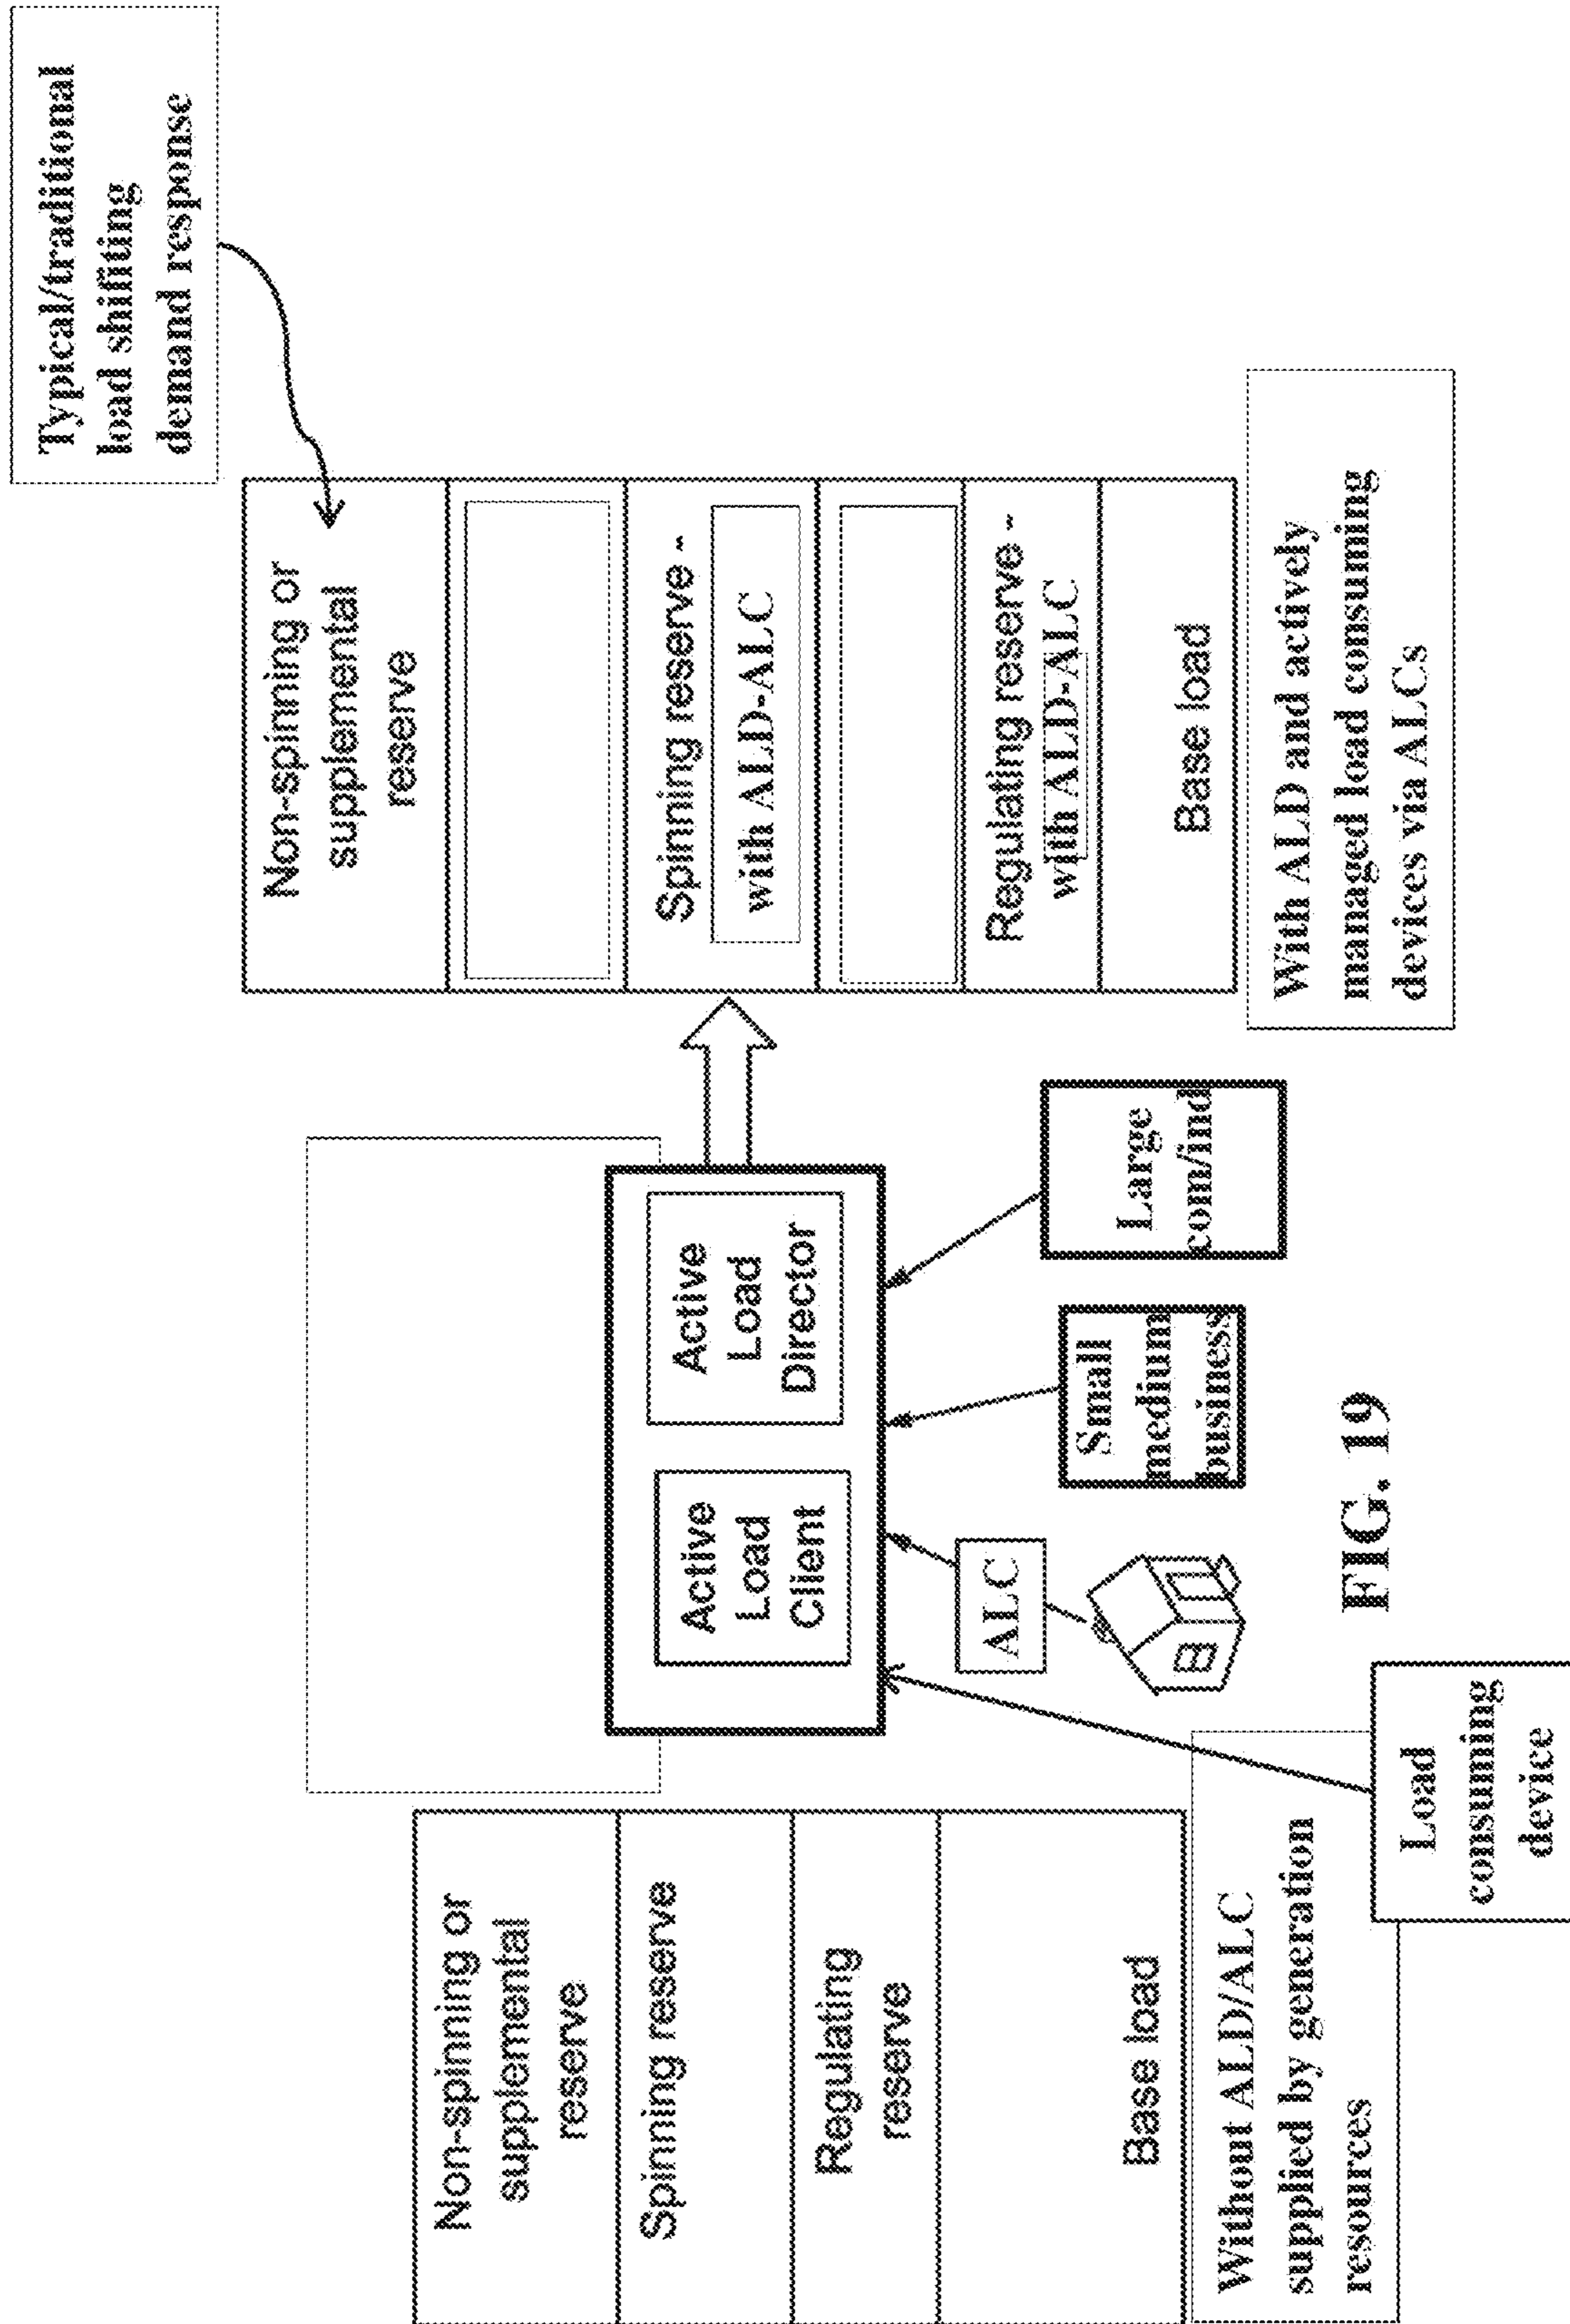 Typical/traditional
load shifting
demand response
Non-spinning or
supplemental
reserve
Spinning reserve
Regulating
reserve
Base load
Without ALD/ALC
supplied by generation
resources
Active
Load
Client
Active
Load
Director
ALC
Small
medium
business
Large
com/ind
Load
consuming
device
Non-spinning or
supplemental
reserve
Spinning reserve -
with ALD-ALC
Regulating reserve -
with ALD-ALC
Base load
With ALD and actively
managed load consuming
devices via ALCs
FIG. 19